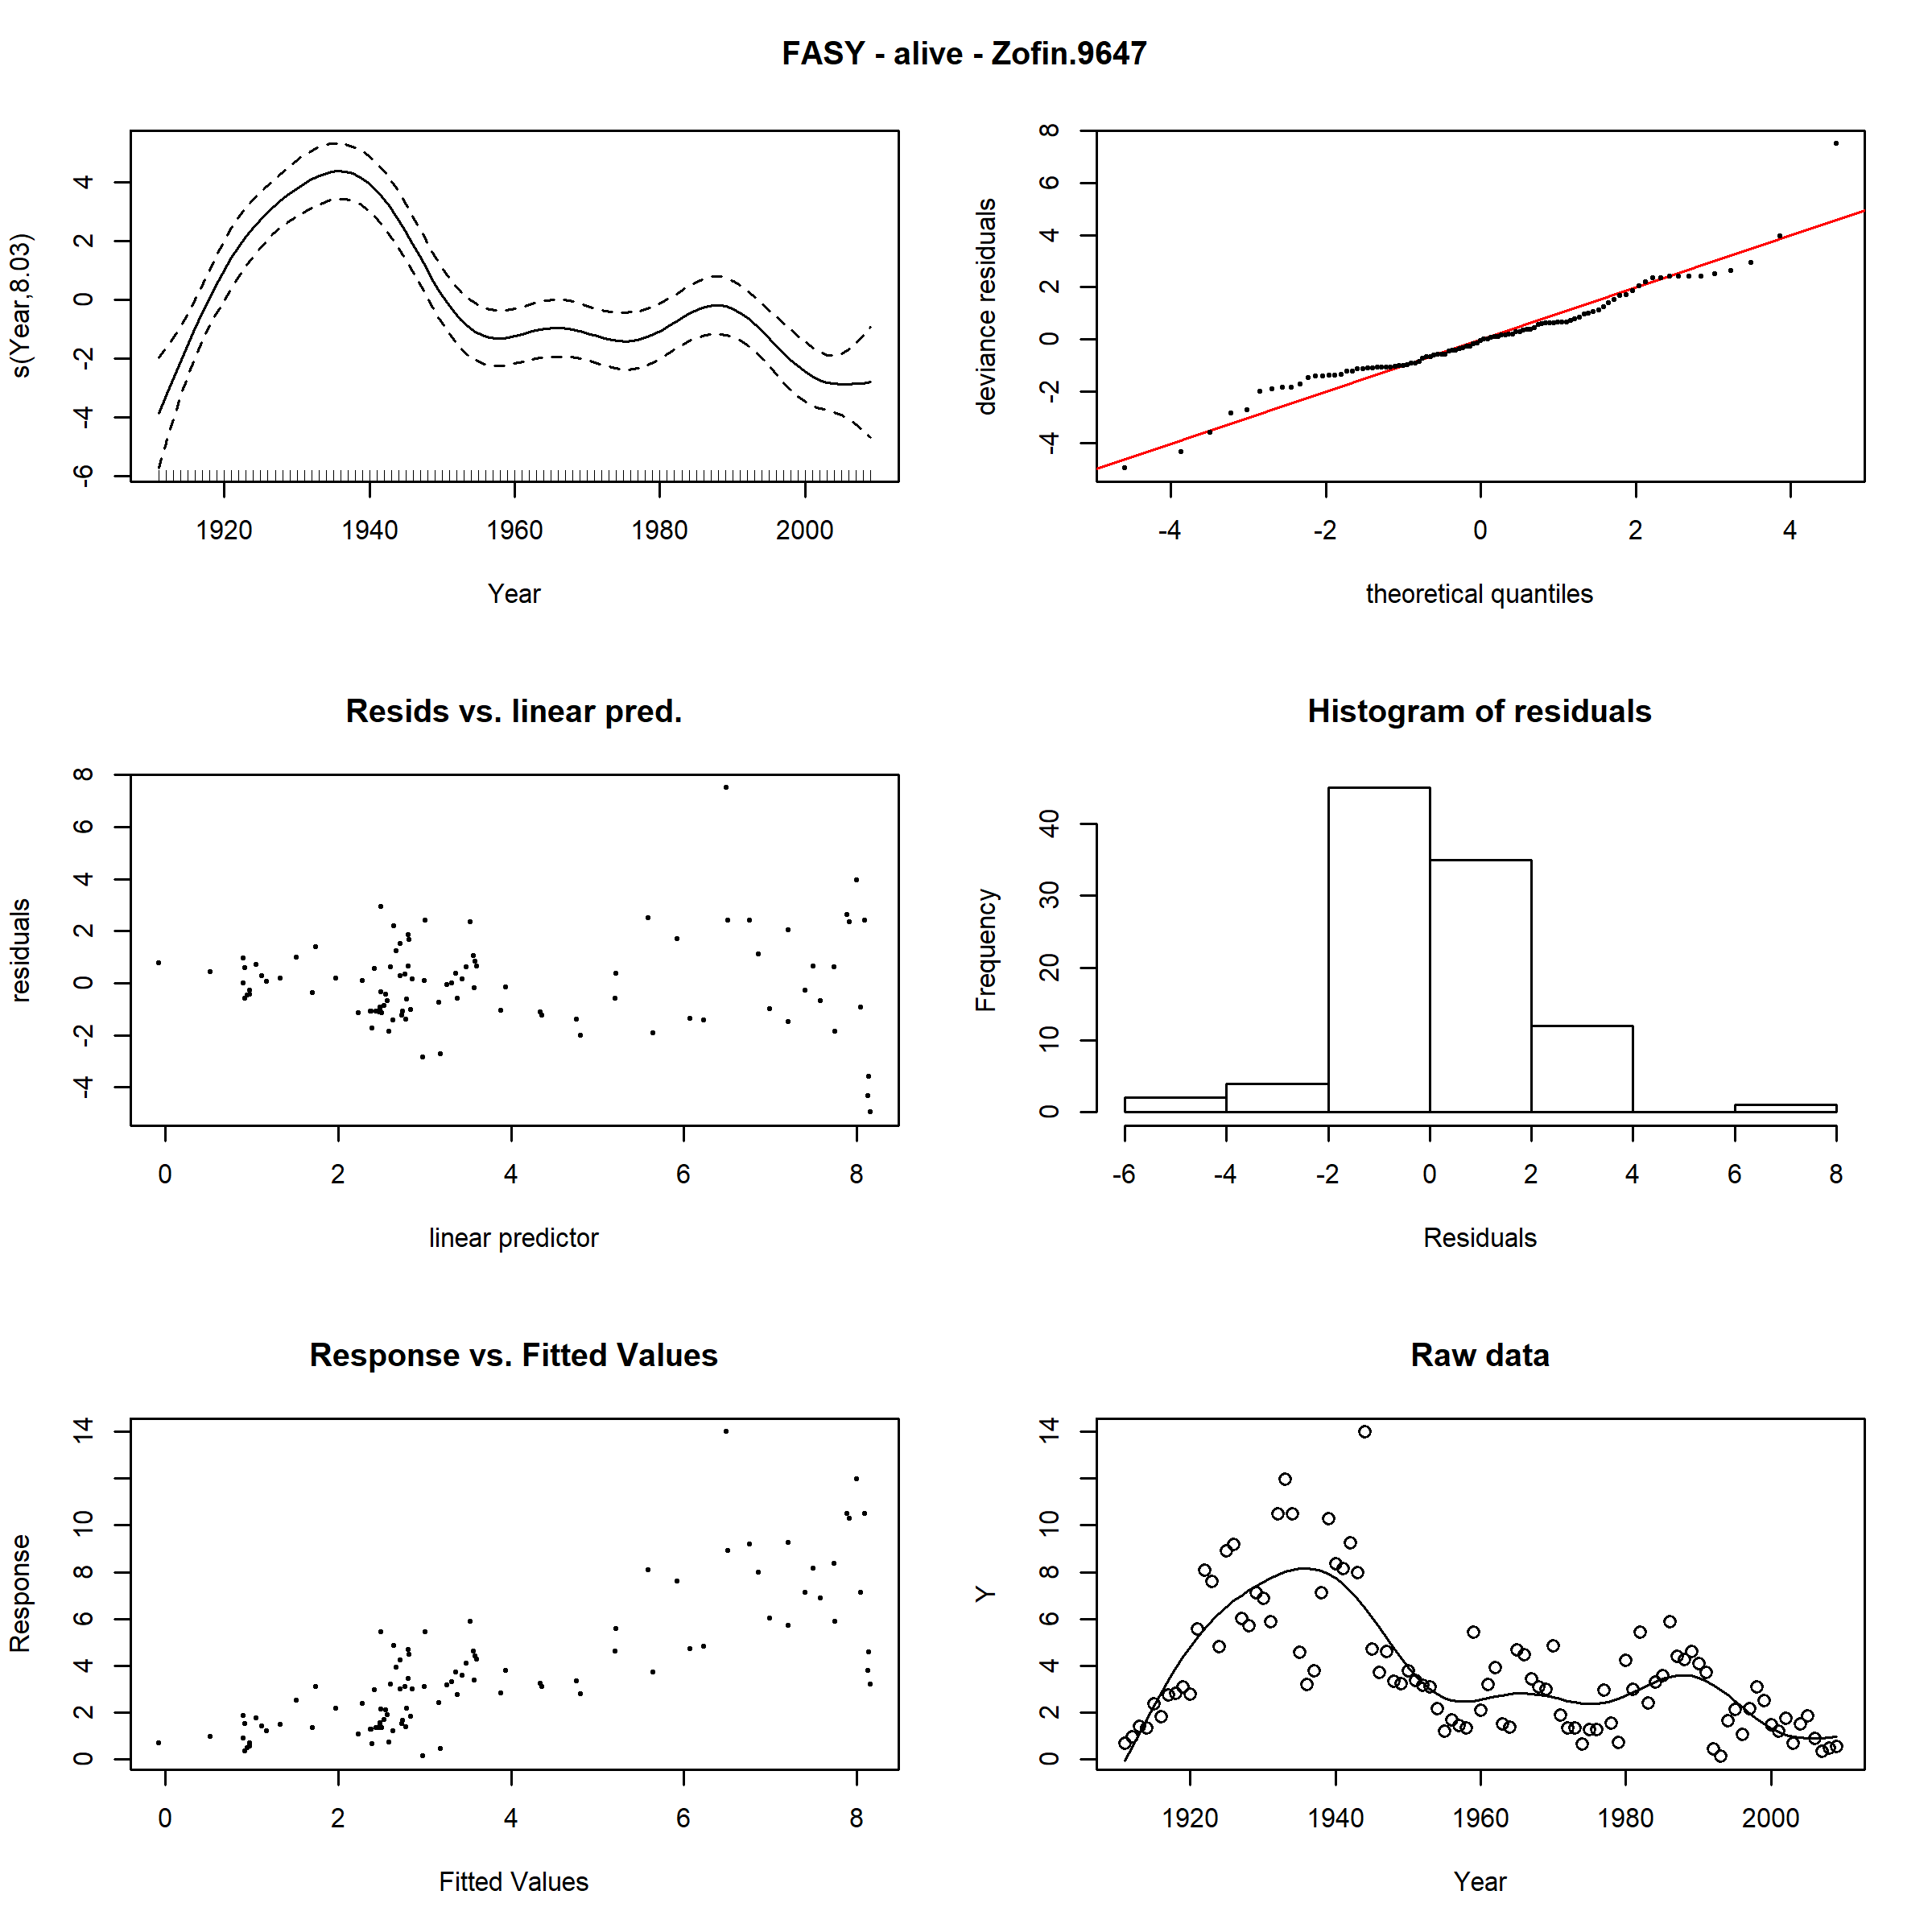 FASY - alive - Zofin.9647
s(Year,8.03)
-6 -4 -2 0 2 4
1920 1940 1960 1980 2000
Year
deviance residuals
-4 -2 0 2 4 6 8
-4 -2 0 2 4
theoretical quantiles
Resids vs. linear pred.
residuals
-4 -2 0 2 4 6 8
0 2 4 6 8
linear predictor
Histogram of residuals
Frequency
0 10 20 30 40
-6 -4 -2 0 2 4 6 8
Residuals
Response vs. Fitted Values
Response
0 2 4 6 8 10 14
0 2 4 6 8
Fitted Values
Raw data
Y
0 2 4 6 8 10 14
1920 1940 1960 1980 2000
Year